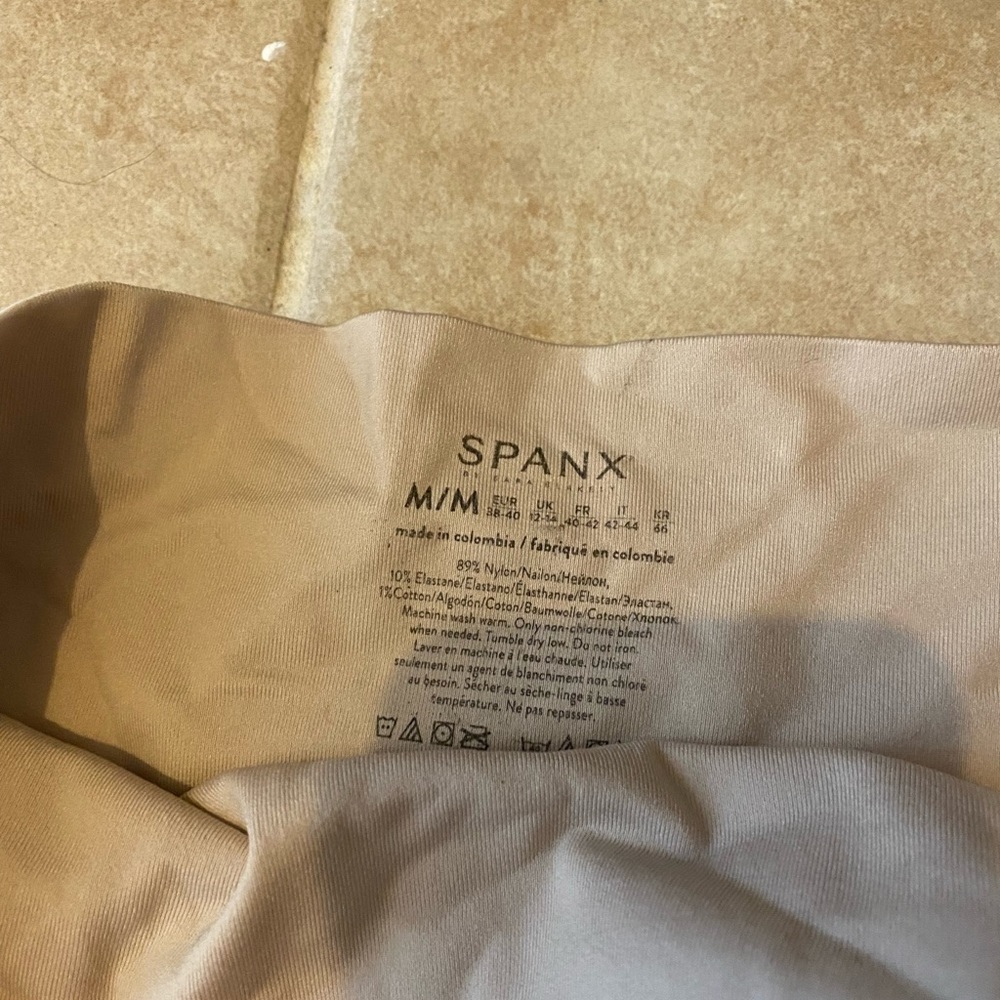 SPANX
BY SARA BLAKELY
M/M EUR 38-40 UK 12-14 FR 40-42 IT 42-44 KR 66
made in colombia / fabriqué en colombie
89% Nylon/Nailon/Нейлон,
10% Elastane/Elastano/Élasthanne/Elastan/Эластан,
1%Cotton/Algodón/Coton/Baumwolle/Cotone/Хлопок
Machine wash warm. Only non-chlorine bleach
when needed. Tumble dry low. Do not iron.
Laver en machine à l'eau chaude. Utiliser
seulement un agent de blanchiment non chloré
au besoin. Sécher au sèche-linge à basse
température. Ne pas repasser.